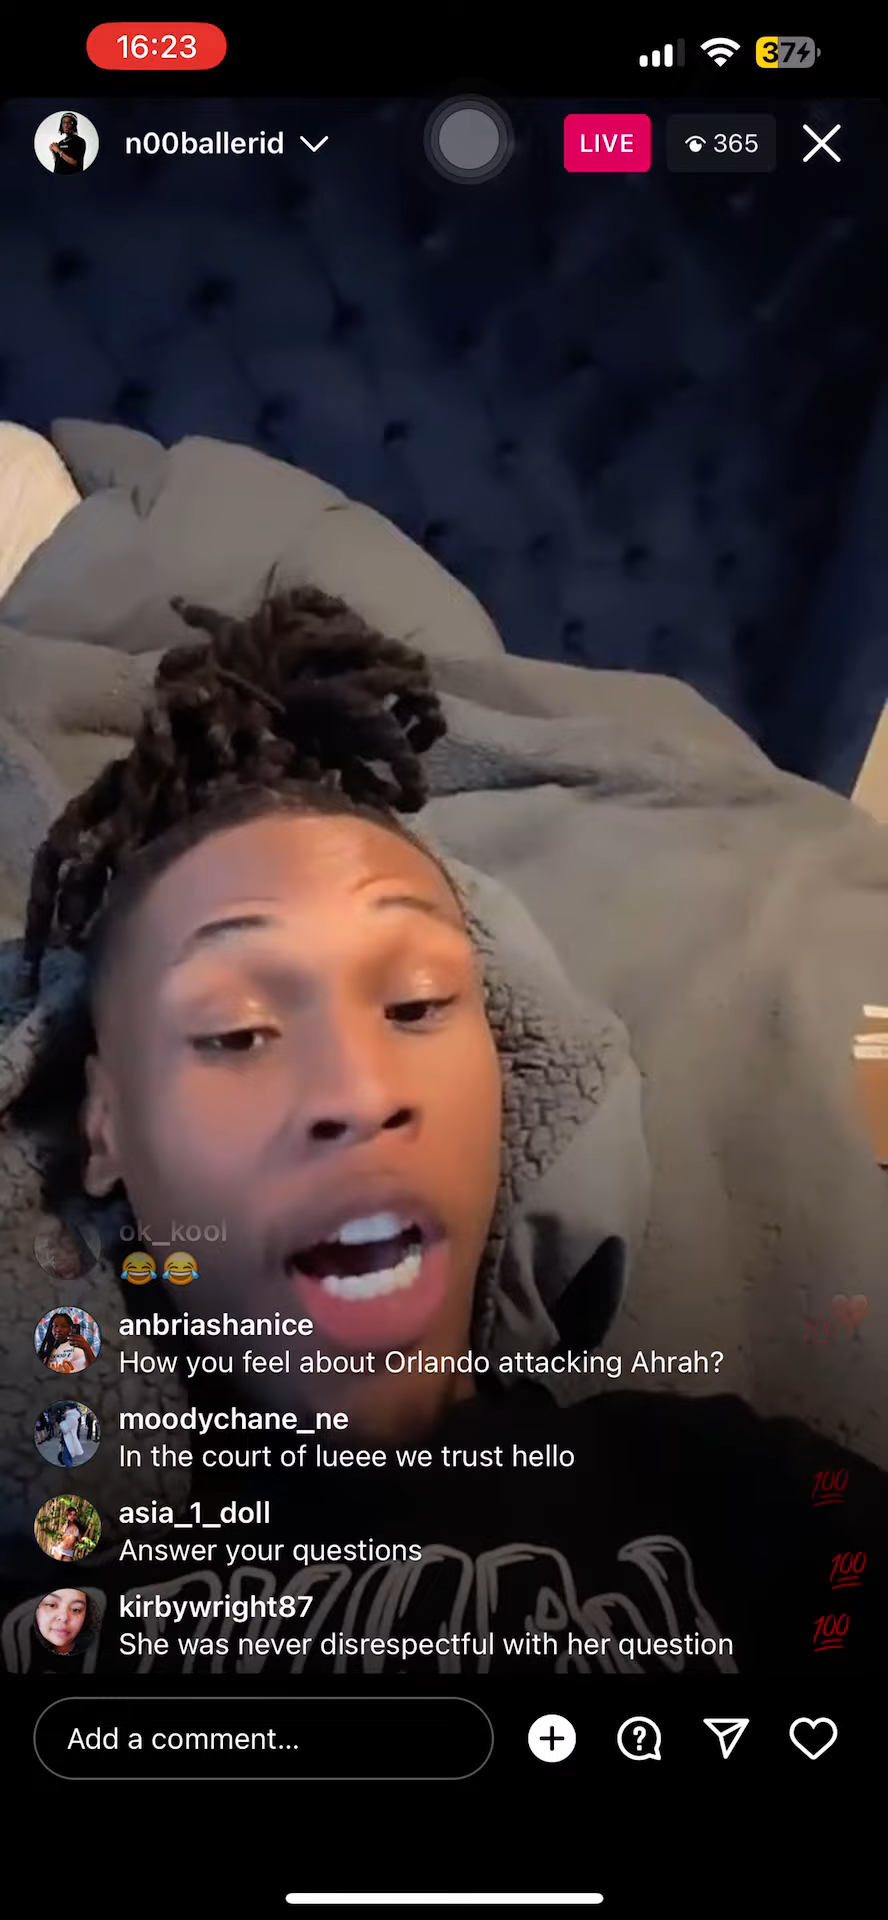 16:23
37
n00ballerid
LIVE
365
ok_kool
😂😂
anbriashanice
How you feel about Orlando attacking Ahrah?
moodychane_ne
In the court of lueee we trust hello
asia_1_doll
Answer your questions
kirbywright87
She was never disrespectful with her question
💯
💯
💯
Add a comment...